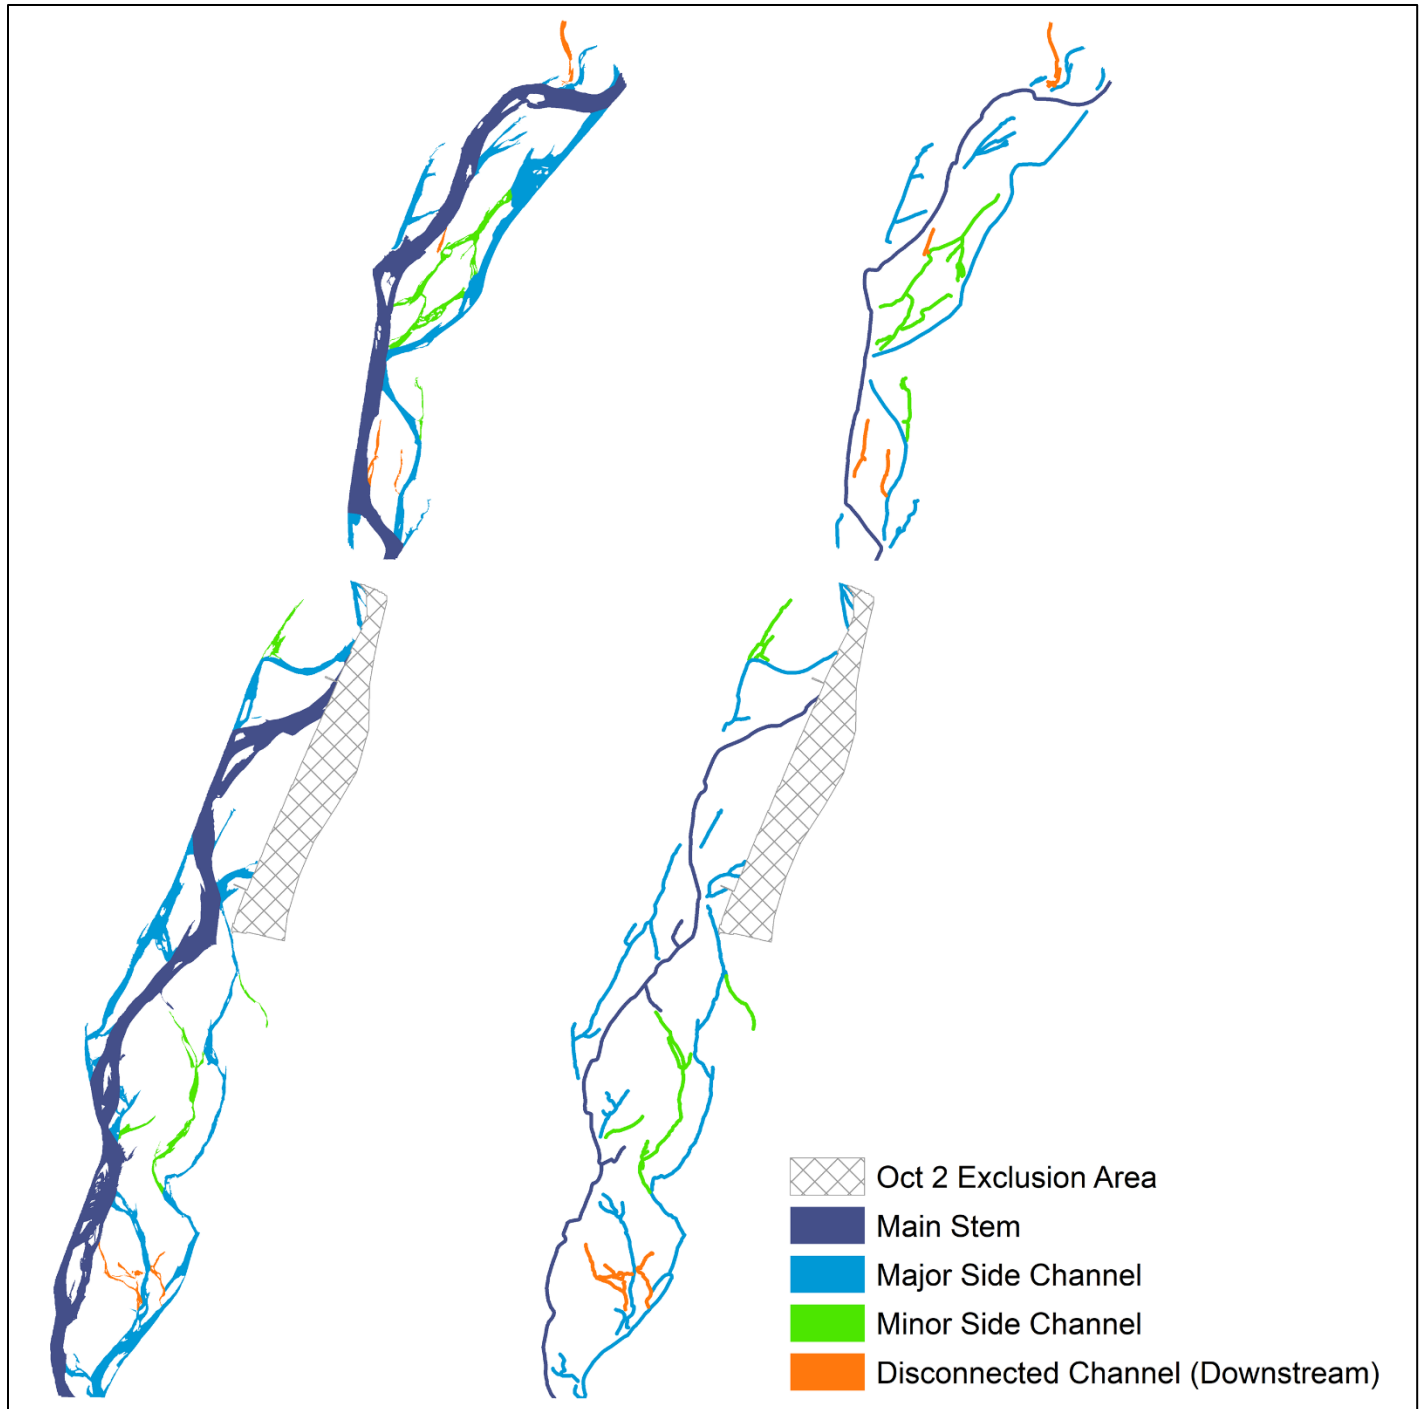 Oct 2 Exclusion Area
Main Stem
Major Side Channel
Minor Side Channel
Disconnected Channel (Downstream)